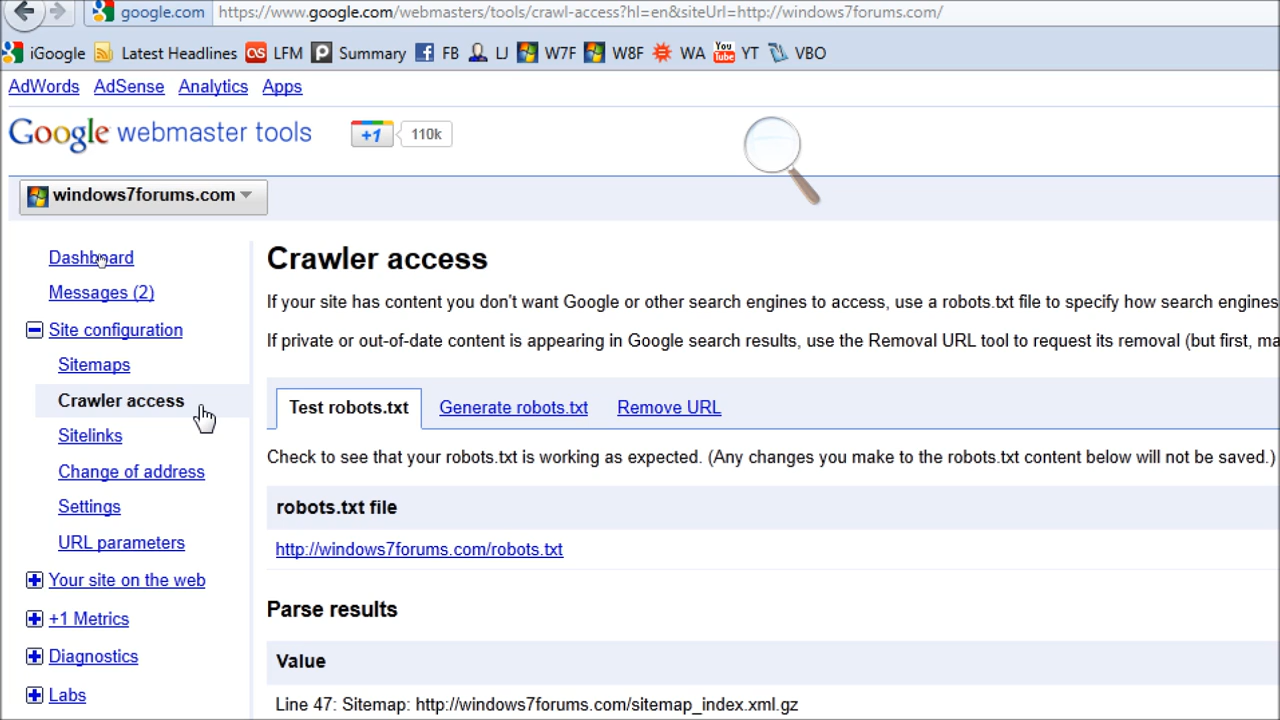 google.com https://www.google.com/webmasters/tools/crawl-access?hl=en&siteUrl=http://windows7forums.com/
iGoogle Latest Headlines LFM Summary FB LJ W7F W8F WA YT VBO
AdWords AdSense Analytics Apps
Google webmaster tools +1 110k
windows7forums.com
Dashboard
Messages (2)
Site configuration
Sitemaps
Crawler access
Sitelinks
Change of address
Settings
URL parameters
Your site on the web
+1 Metrics
Diagnostics
Labs
Crawler access
If your site has content you don't want Google or other search engines to access, use a robots.txt file to specify how search engines
If private or out-of-date content is appearing in Google search results, use the Removal URL tool to request its removal (but first,
Test robots.txt Generate robots.txt Remove URL
Check to see that your robots.txt is working as expected. (Any changes you make to the robots.txt content below will not be saved.)
robots.txt file
http://windows7forums.com/robots.txt
Parse results
Value
Line 47: Sitemap: http://windows7forums.com/sitemap_index.xml.gz